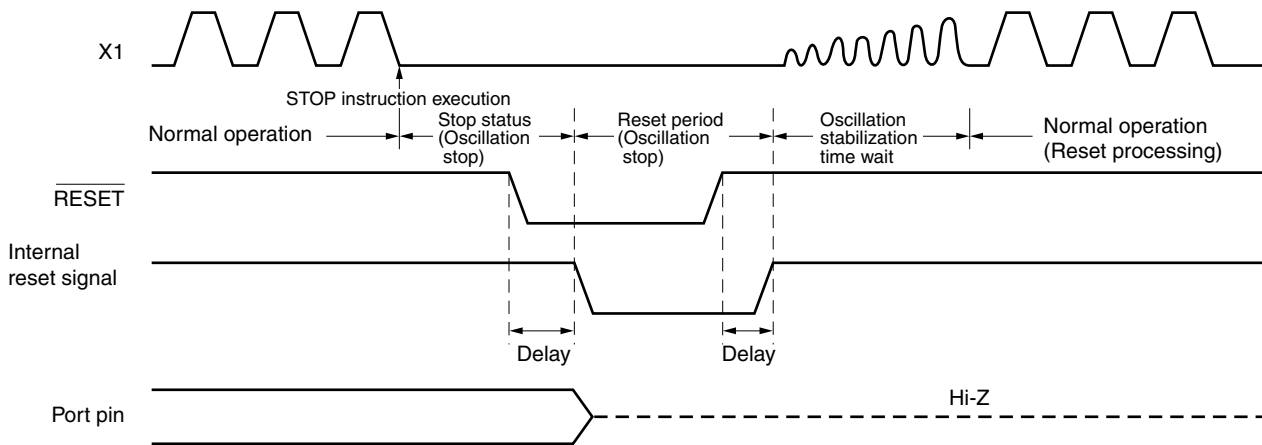 X1
STOP instruction execution
Normal operation
Stop status
(Oscillation
stop)
Reset period
(Oscillation
stop)
Oscillation
stabilization
time wait
Normal operation
(Reset processing)
RESET
Internal
reset signal
Delay
Delay
Port pin
Hi-Z